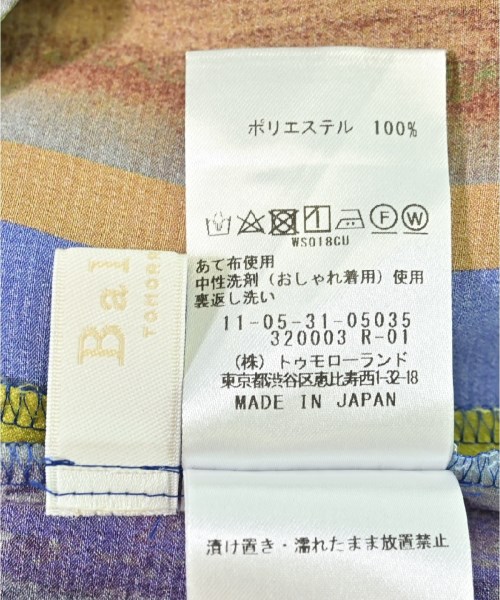 ポリエステル 100%
F W
WS018GU
あて布使用
中性洗剤（おしゃれ着用）使用
裏返し洗い
11-05-31-05035
320003 R-01
（株）トゥモローランド
東京都渋谷区恵比寿西1-32-18
MADE IN JAPAN
漬け置き・濡れたまま放置禁止
Bal
TOMORR